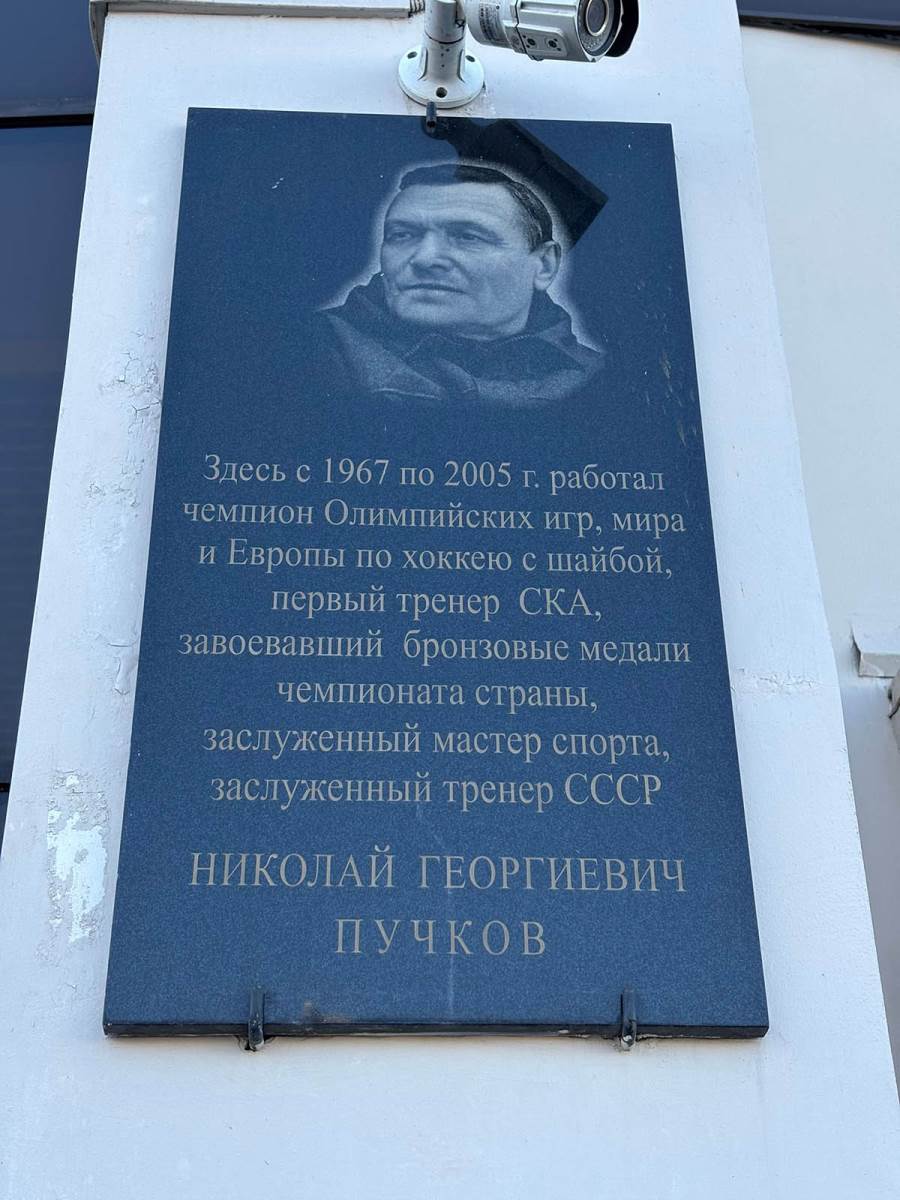 Здесь с 1967 по 2005 г. работал
чемпион Олимпийских игр, мира
и Европы по хоккею с шайбой,
первый тренер СКА,
завоевавший бронзовые медали
чемпионата страны,
заслуженный мастер спорта,
заслуженный тренер СССР
НИКОЛАЙ ГЕОРГИЕВИЧ
ПУЧКОВ